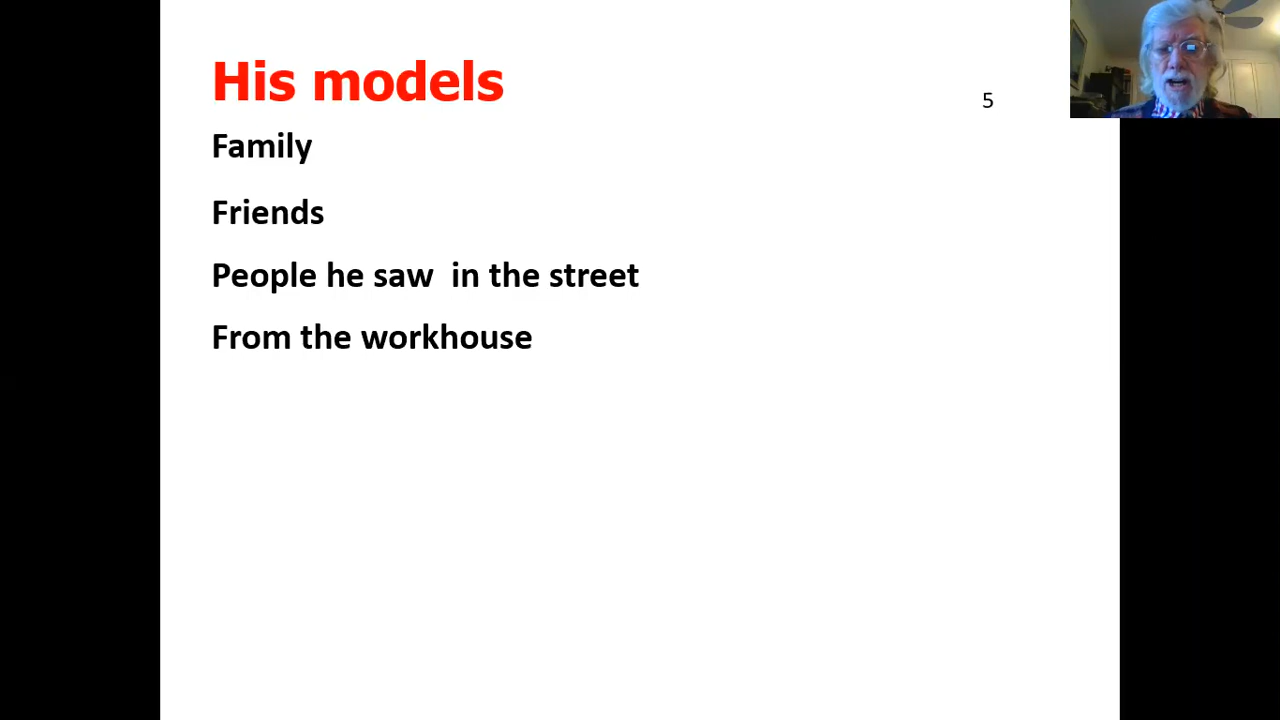 His models
5
Family
Friends
People he saw  in the street
From the workhouse